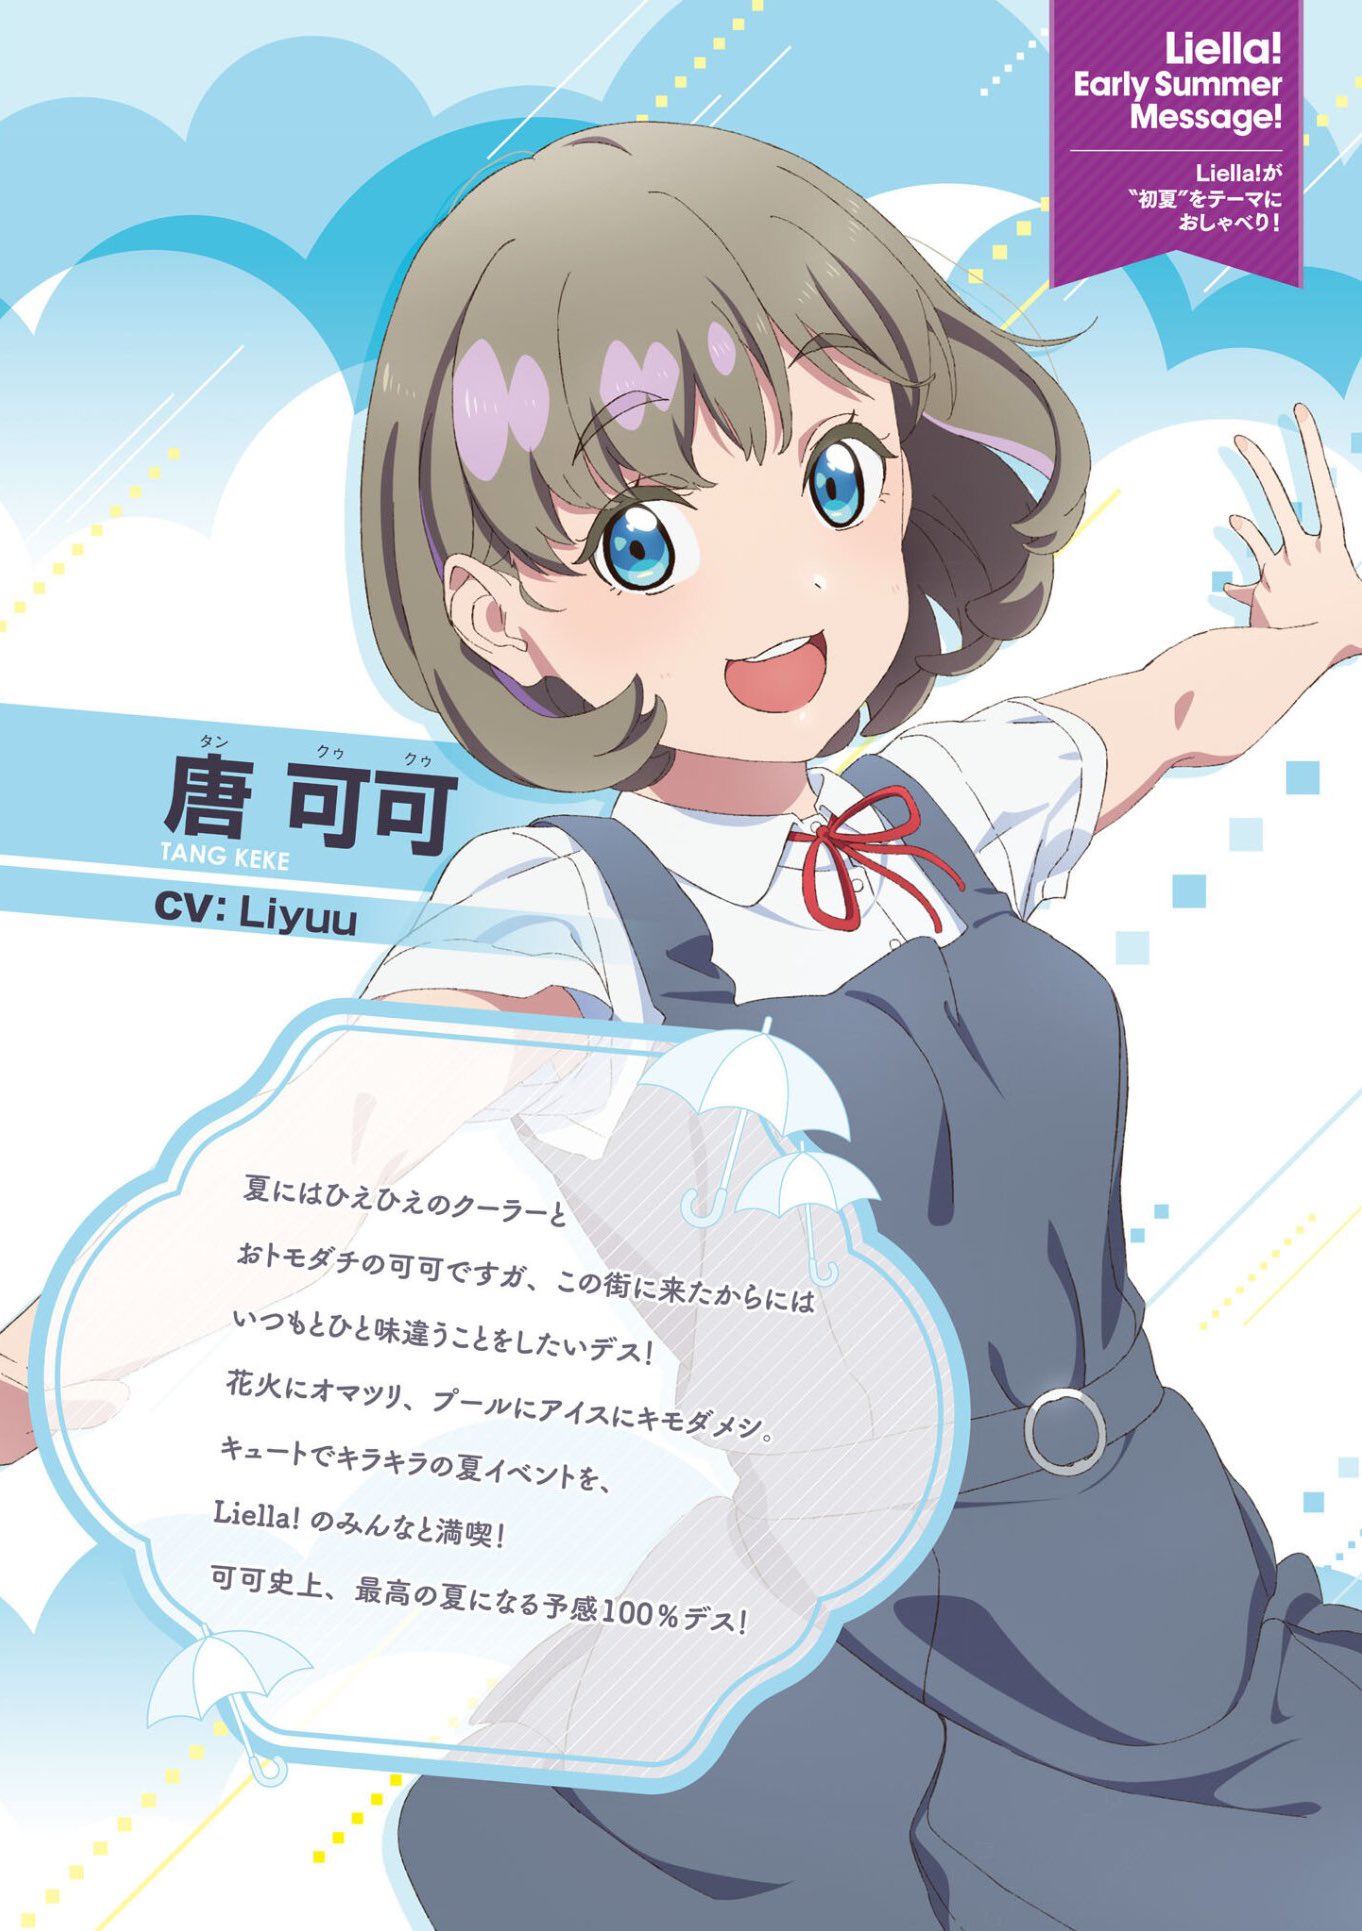 Liella!
Early Summer
Message!
Liella!が
〝初夏〟をテーマに
おしゃべり！
タン クゥ クゥ
唐 可可
TANG KEKE
CV: Liyuu
夏にはひえひえのクーラーと
おトモダチの可可ですガ、この街に来たからには
いつもとひと味違うことをしたいデス！
花火にオマツリ、プールにアイスにキモダメシ。
キュートでキラキラの夏イベントを、
Liella! のみんなと満喫！
可可史上、最高の夏になる予感100％デス！